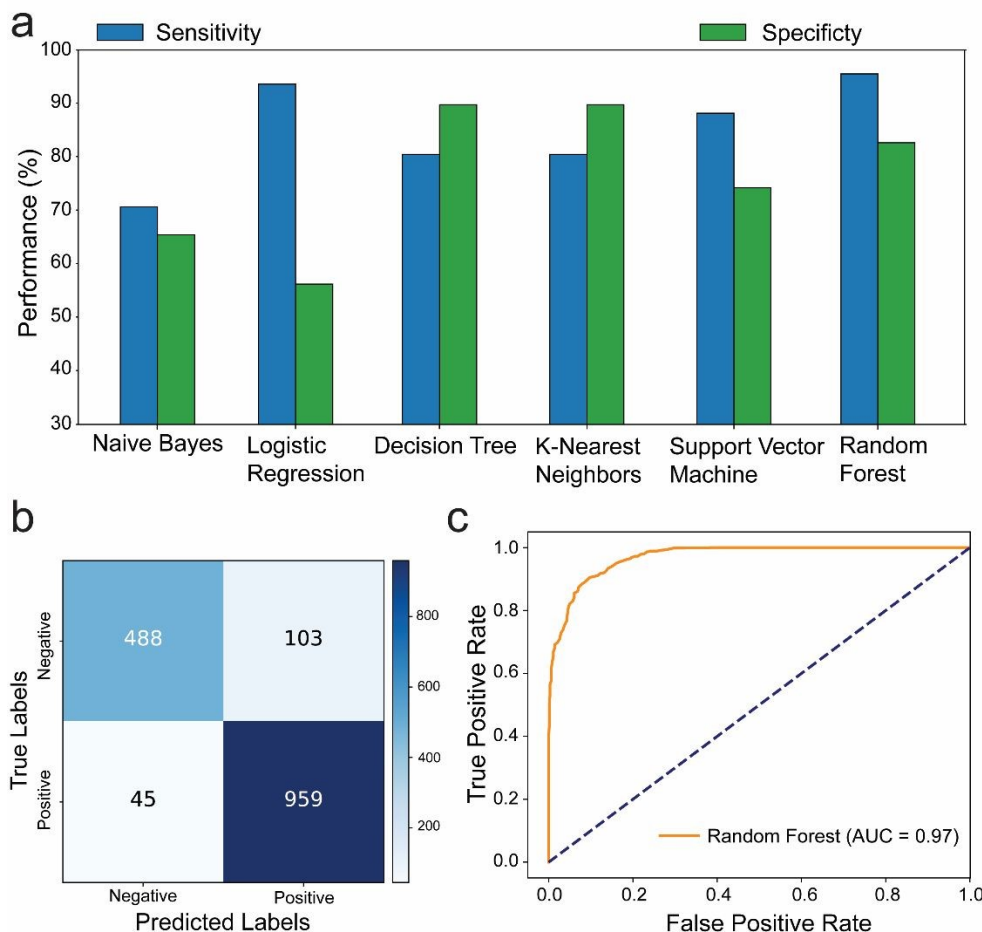 a
Sensitivity
Specificty
Performance (%)
100
90
80
70
60
50
40
30
Naive Bayes
Logistic
Regression
Decision Tree
K-Nearest
Neighbors
Support Vector
Machine
Random
Forest
b
True Labels
Negative
Positive
488
103
45
959
Negative
Positive
Predicted Labels
800
600
400
200
c
True Positive Rate
1.0
0.8
0.6
0.4
0.2
0.0
Random Forest (AUC = 0.97)
0.0
0.2
0.4
0.6
0.8
1.0
False Positive Rate